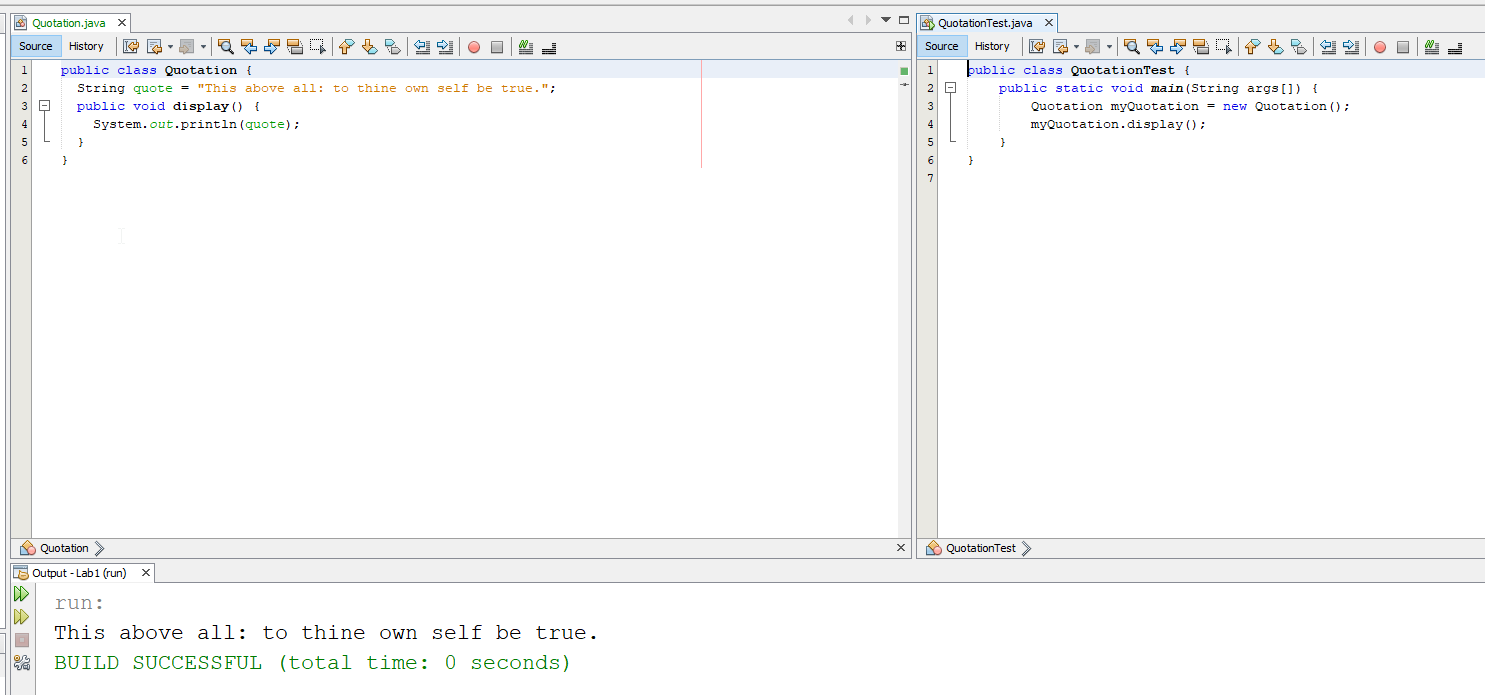 Quotation.java
Source History
1 public class Quotation {
2 String quote = "This above all: to thine own self be true.";
3 public void display() {
4 System.out.println(quote);
5 }
6 }
Quotation
QuotationTest.java
Source History
1 public class QuotationTest {
2 public static void main(String args[]) {
3 Quotation myQuotation = new Quotation();
4 myQuotation.display();
5 }
6 }
7
QuotationTest
Output - Lab1 (run)
run:
This above all: to thine own self be true.
BUILD SUCCESSFUL (total time: 0 seconds)